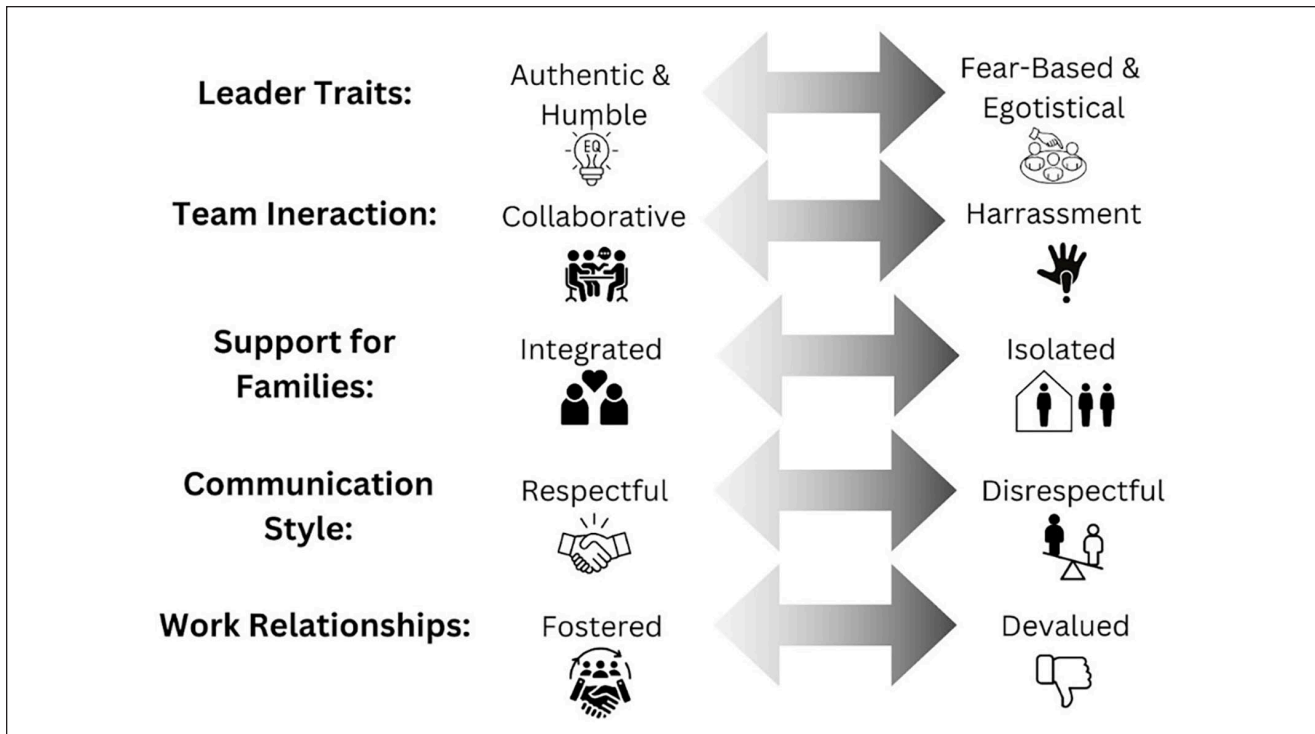 Leader Traits:
Authentic &
Humble
EQ
Fear-Based &
Egotistical
Team Ineraction:
Collaborative
Harrassment
Support for
Families:
Integrated
Isolated
Communication
Style:
Respectful
Disrespectful
Work Relationships:
Fostered
Devalued